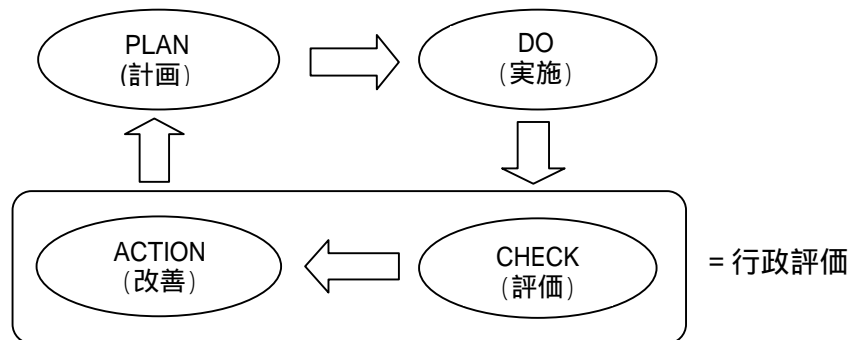 PLAN
(計画)
DO
(実施)
ACTION
(改善)
CHECK
(評価)
= 行政評価